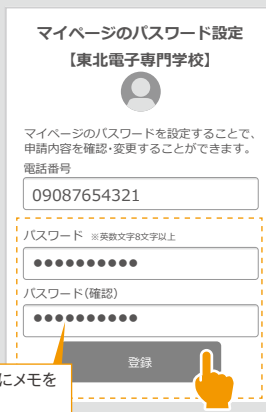 マイページのパスワード設定
【東北電子専門学校】
マイページのパスワードを設定することで、
申請内容を確認・変更することができます。
電話番号
09087654321
パスワード ※英数文字8文字以上
●●●●●●●●●●
パスワード(確認)
●●●●●●●●●●
登録
にメモを